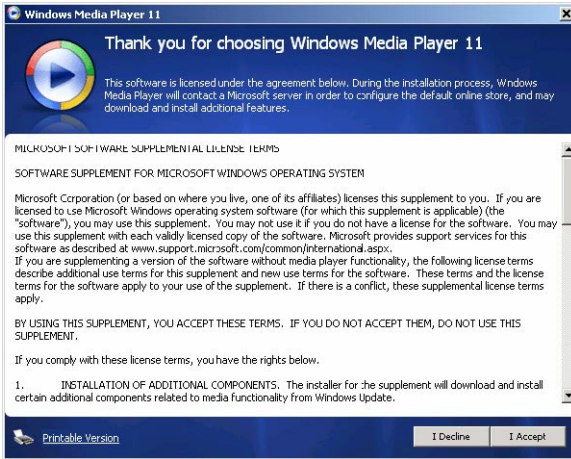 Windows Media Player 11
Thank you for choosing Windows Media Player 11
This software is licensed under the agreement below. During the installation process, Windows
Media Player will contact a Microsoft server in order to configure the default online store, and may
download and install additional features.
MICROSOFT SOFTWARE SUPPLEMENTAL LICENSE TERMS
SOFTWARE SUPPLEMENT FOR MICROSOFT WINDOWS OPERATING SYSTEM
Microsoft Corporation (or based on where you live, one of its affiliates) licenses this supplement to you. If you are
licensed to use Microsoft Windows operating system software (for which this supplement is applicable) (the
"software"), you may use this supplement. You may not use it if you do not have a license for the software. You may
use this supplement with each validly licensed copy of the software. Microsoft provides support services for this
software as described at www.support.microsoft.com/common/international.aspx.
If you are supplementing a version of the software without media player functionality, the following license terms
describe additional use terms for this supplement and new use terms for the software. These terms and the license
terms for the software apply to your use of the supplement. If there is a conflict, these supplemental license terms
apply.
BY USING THIS SUPPLEMENT, YOU ACCEPT THESE TERMS. IF YOU DO NOT ACCEPT THEM, DO NOT USE THIS
SUPPLEMENT.
If you comply with these license terms, you have the rights below.
1. INSTALLATION OF ADDITIONAL COMPONENTS. The installer for the supplement will download and install
certain additional components related to media functionality from Windows Update.
Printable Version
I Decline
I Accept